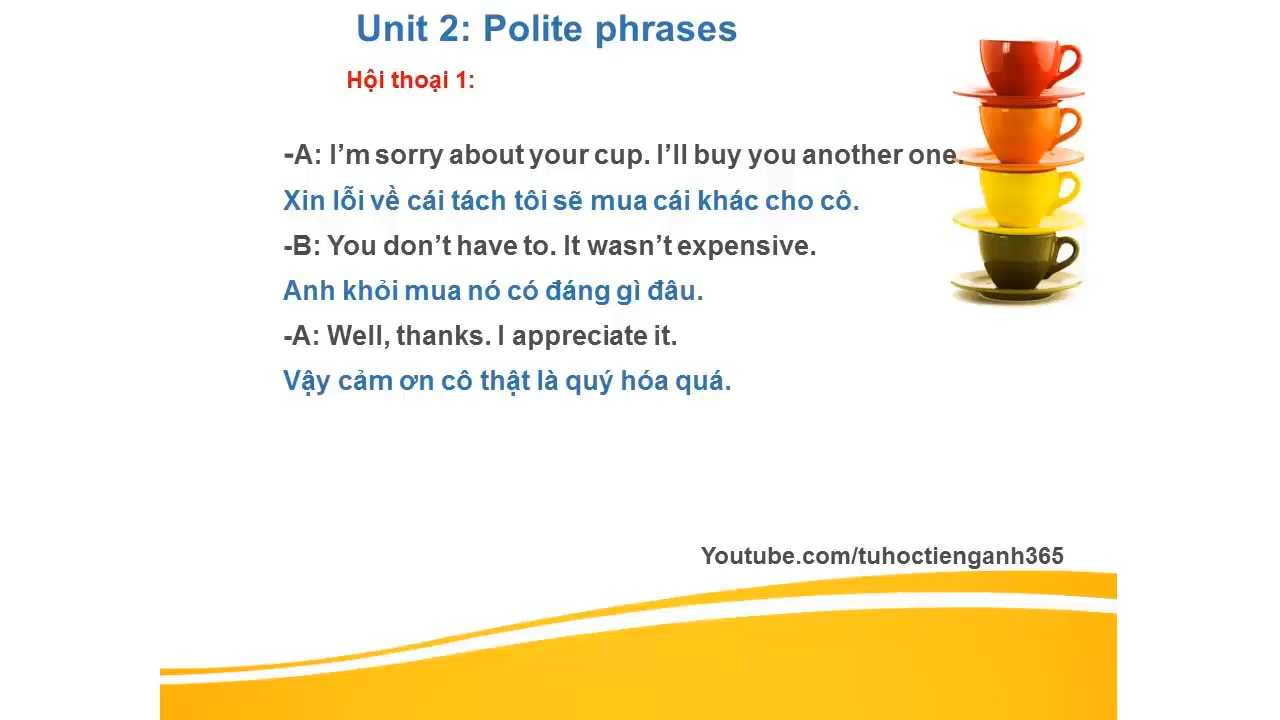 Unit 2: Polite phrases
Hội thoại 1:
-A: I’m sorry about your cup. I’ll buy you another one.
Xin lỗi về cái tách tôi sẽ mua cái khác cho cô.
-B: You don’t have to. It wasn’t expensive.
Anh khỏi mua nó có đáng gì đâu.
-A: Well, thanks. I appreciate it.
Vậy cảm ơn cô thật là quý hóa quá.
Youtube.com/tuhoctienganh365